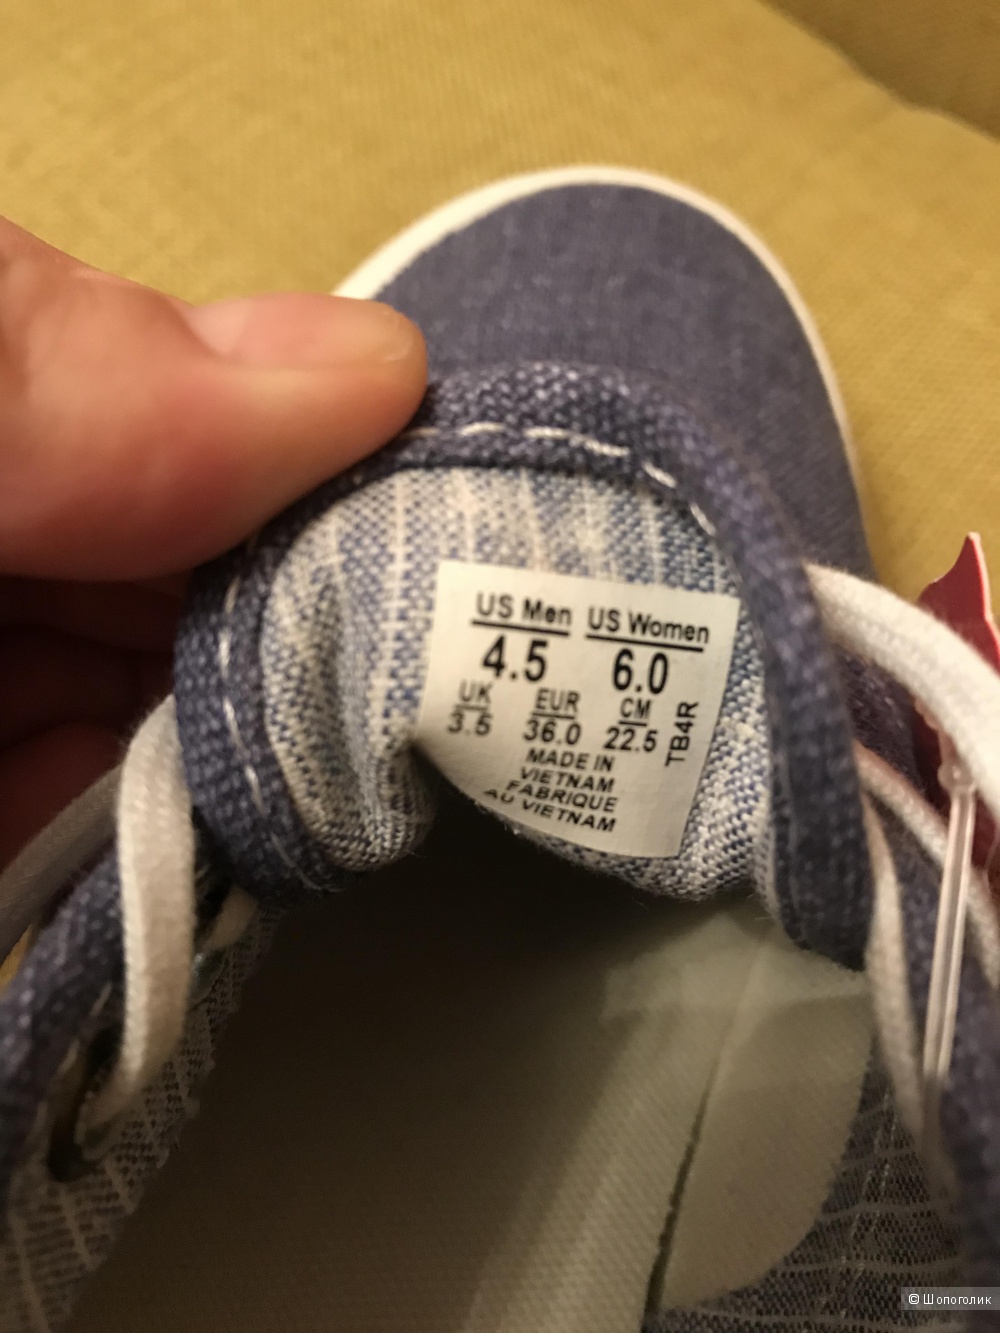 US Men US Women
4.5 6.0
UK EUR CM
3.5 36.0 22.5
TB4R
MADE IN
VIETNAM
FABRIQUE
AU VIETNAM
© Шопоголик